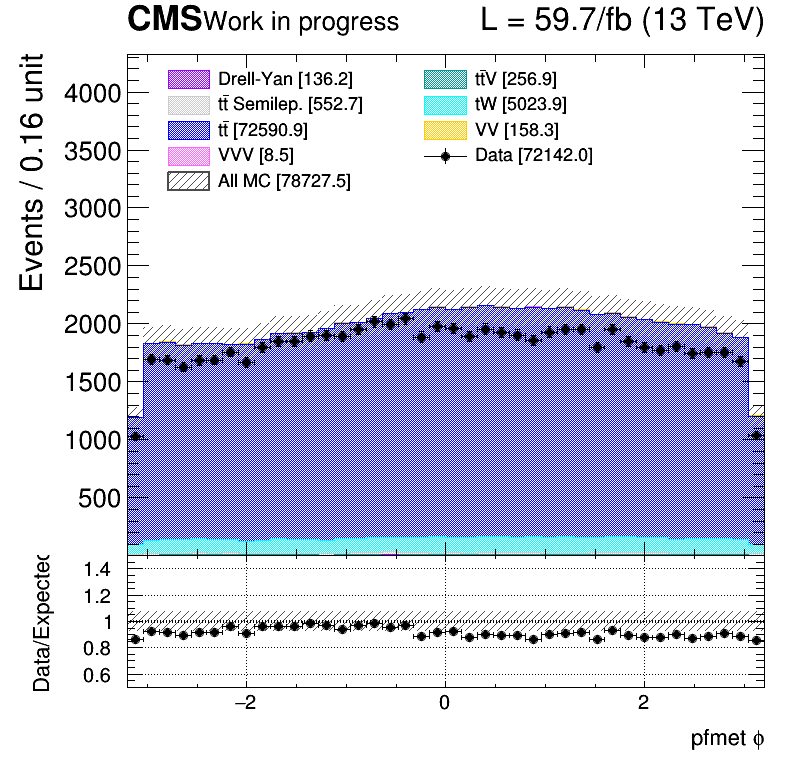 CMS Work in progress L = 59.7/fb (13 TeV)
Events / 0.16 unit
4000
3500
3000
2500
2000
1500
1000
500
Drell-Yan [136.2]
tt̄ Semilep. [552.7]
tt̄ [72590.9]
VVV [8.5]
All MC [78727.5]
tt̄V [256.9]
tW [5023.9]
VV [158.3]
Data [72142.0]
Data/Expected
1.4
1.2
1
0.8
0.6
−2 0 2
pfmet ϕ